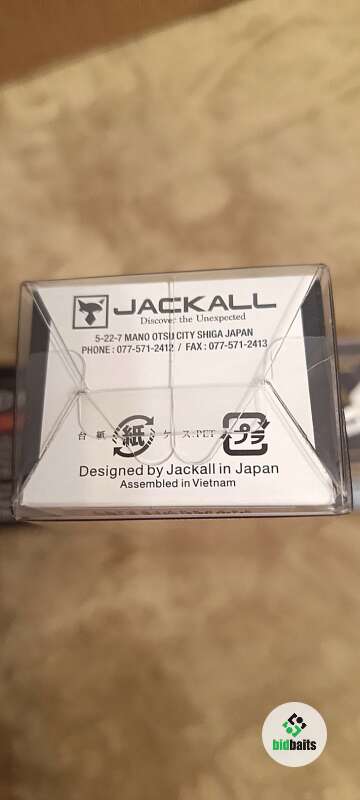 JACKALL
Discover the Unexpected
5-22-7 MANO OTSU CITY SHIGA JAPAN
PHONE : 077-571-2412 / FAX : 077-571-2413
台 紙 紙 ケース:PET プラ
Designed by Jackall in Japan
Assembled in Vietnam
bidbaits